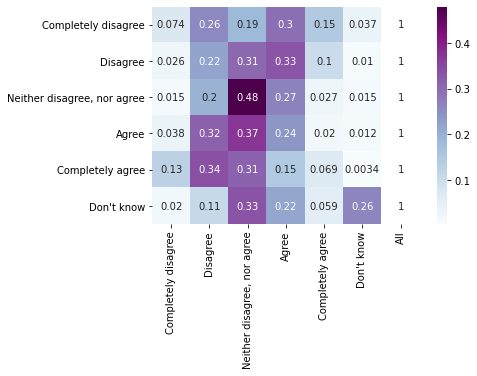 Completely disagree 0.074 0.26 0.19 0.3 0.15 0.037 1
Disagree 0.026 0.22 0.31 0.33 0.1 0.01 1
Neither disagree, nor agree 0.015 0.2 0.48 0.27 0.027 0.015 1
Agree 0.038 0.32 0.37 0.24 0.02 0.012 1
Completely agree 0.13 0.34 0.31 0.15 0.069 0.0034 1
Don't know 0.02 0.11 0.33 0.22 0.059 0.26 1
Completely disagree
Disagree
Neither disagree, nor agree
Agree
Completely agree
Don't know
All
0.4
0.3
0.2
0.1